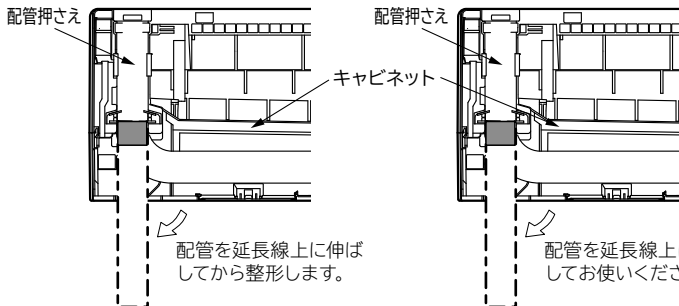 配管押さえ
配管押さえ
キャビネット
配管を延長線上に伸ば
してから整形します。
配管を延長線上
してお使いくださ